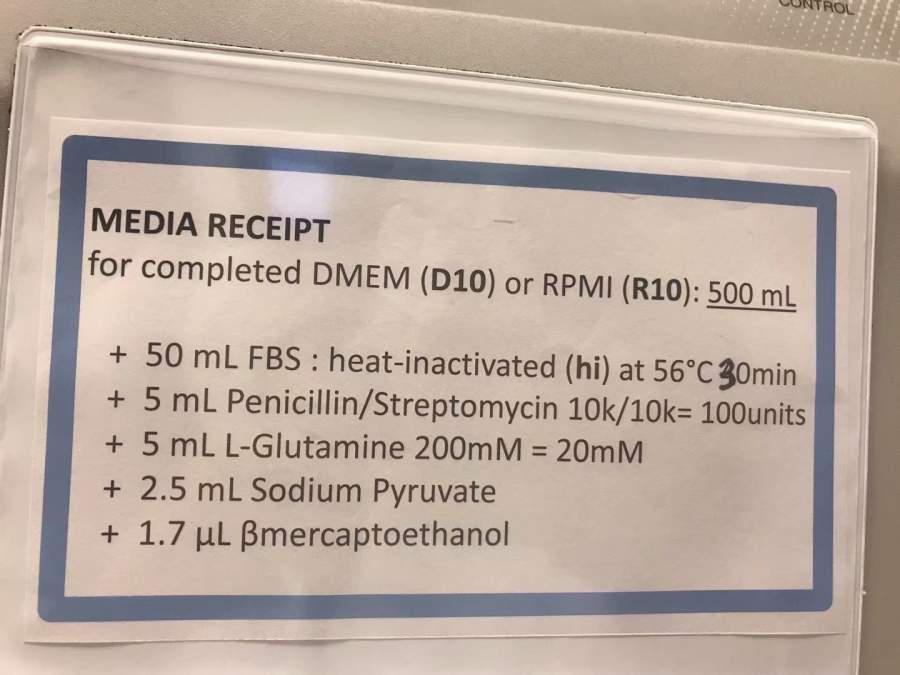 CONTROL
MEDIA RECEIPT
for completed DMEM (D10) or RPMI (R10): 500 mL
+ 50 mL FBS : heat-inactivated (hi) at 56°C 30min
+ 5 mL Penicillin/Streptomycin 10k/10k= 100units
+ 5 mL L-Glutamine 200mM = 20mM
+ 2.5 mL Sodium Pyruvate
+ 1.7 µL βmercaptoethanol